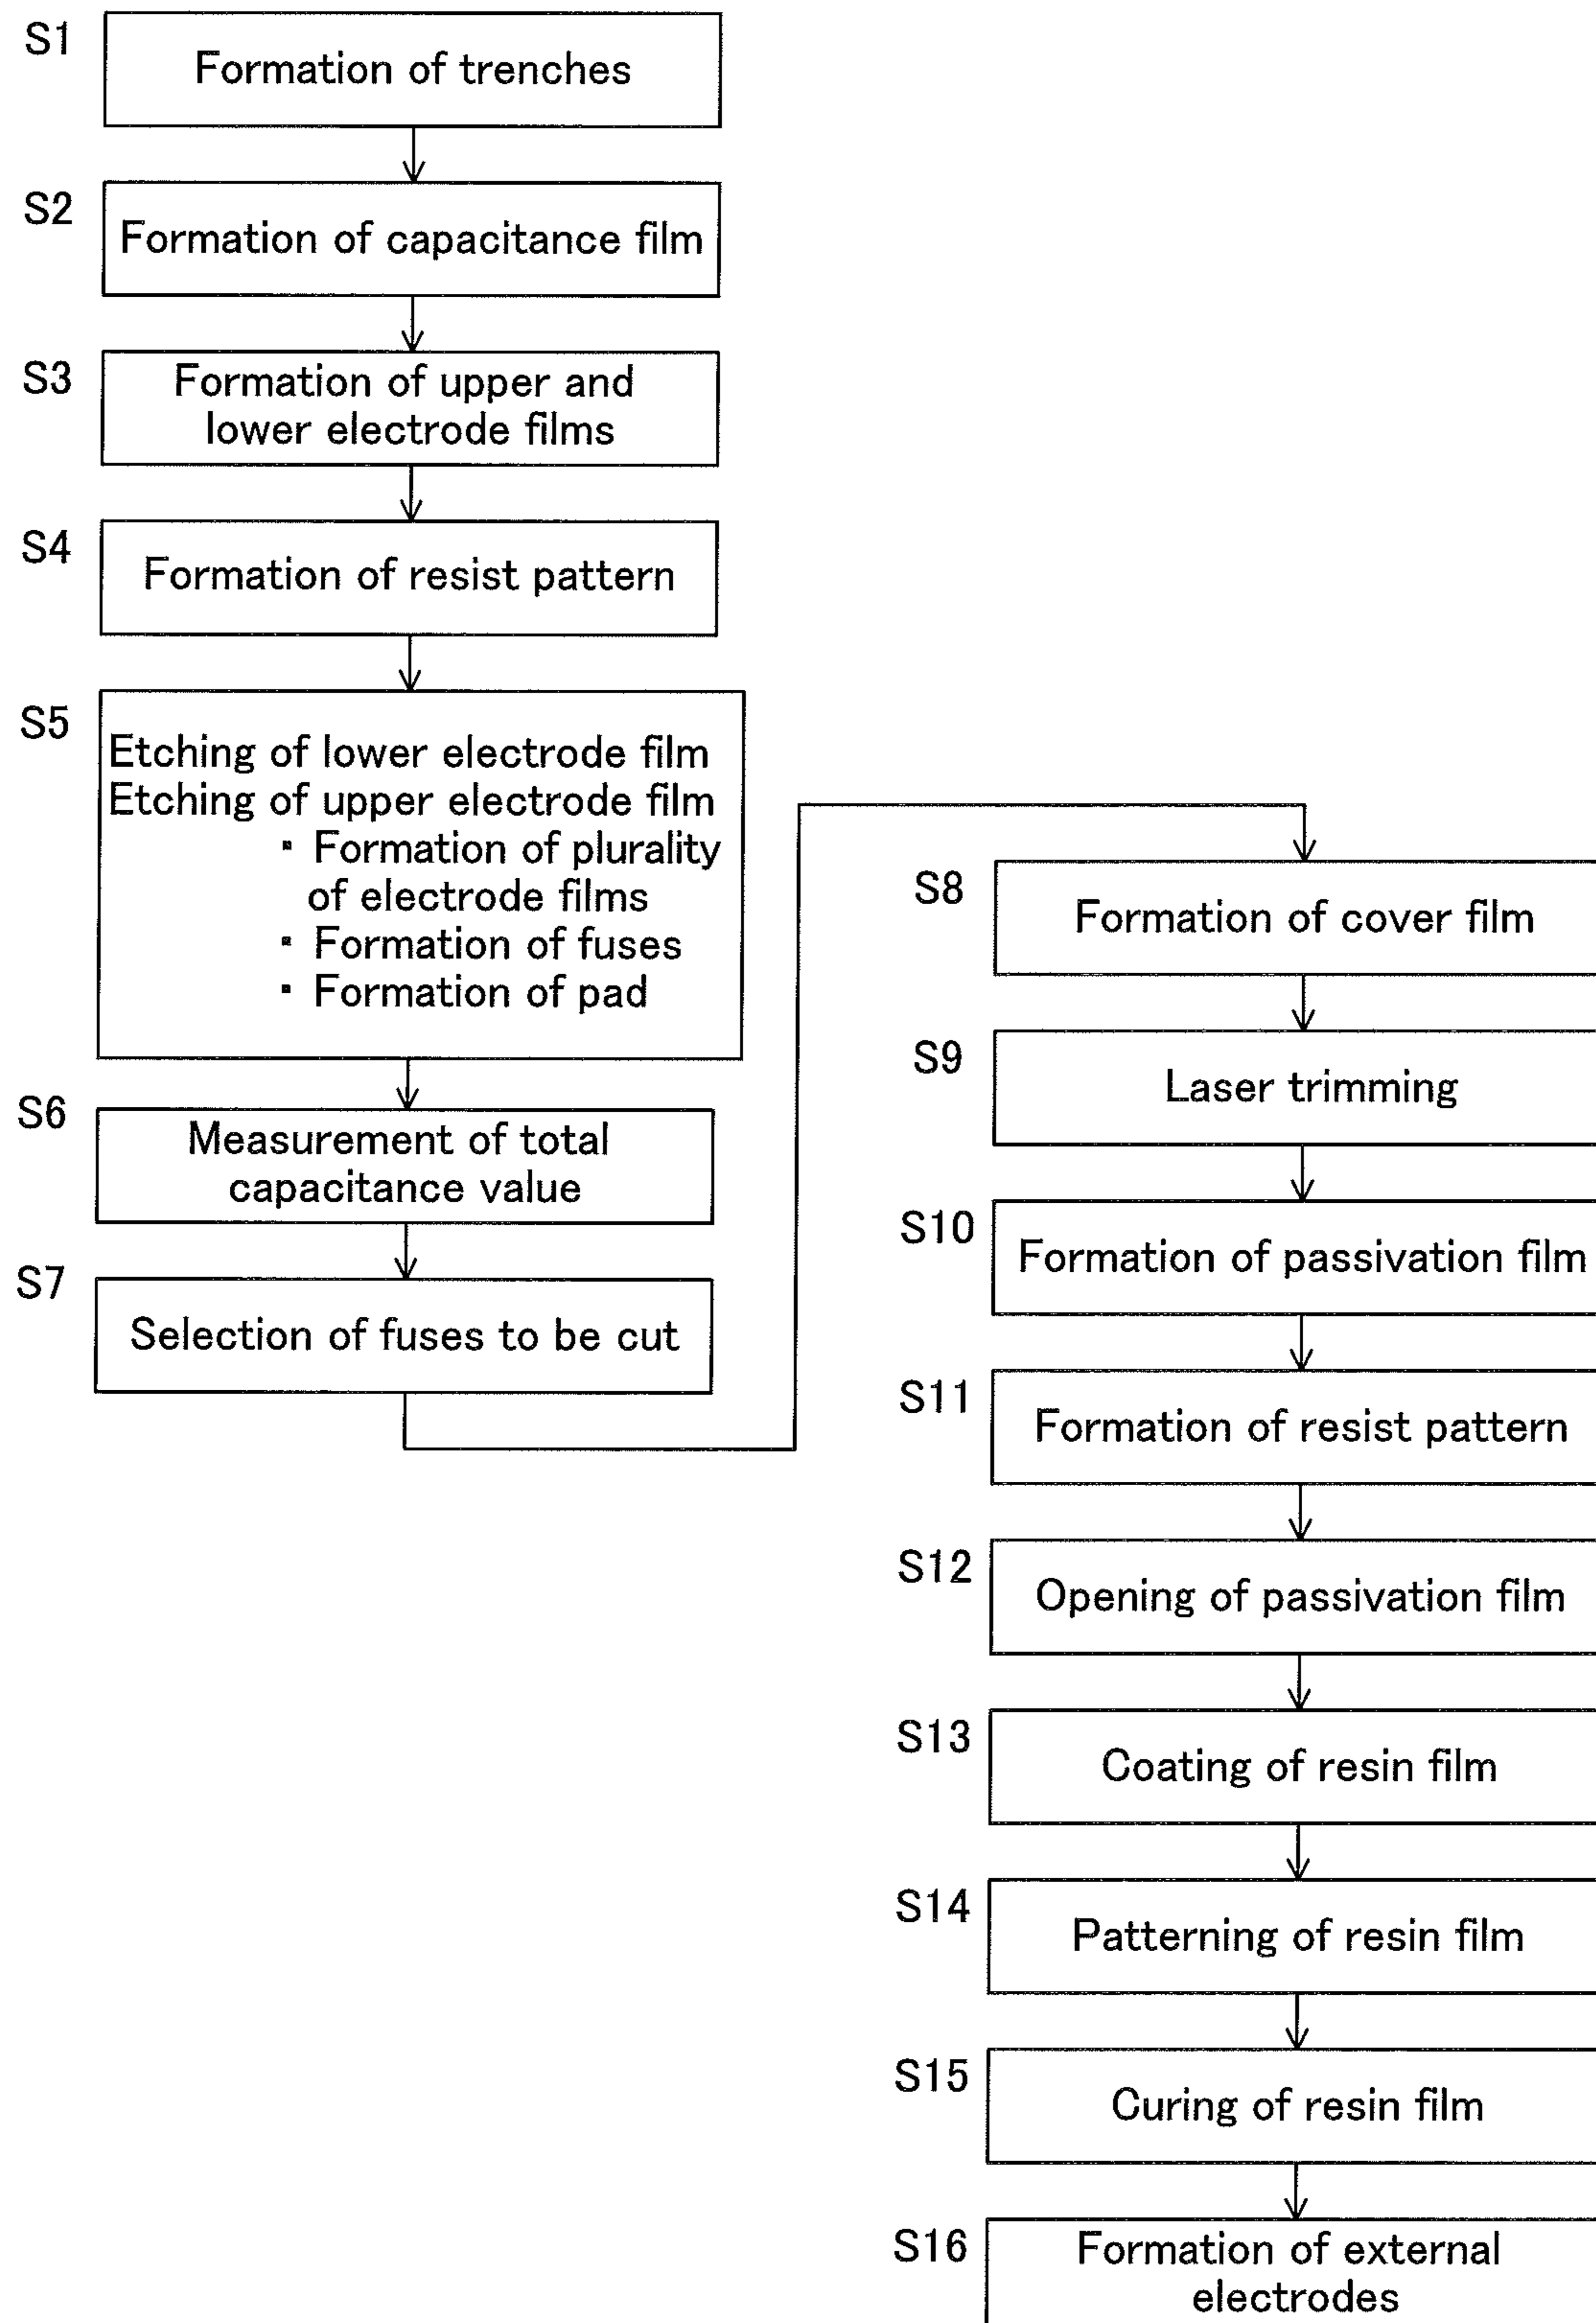 S1
Formation of trenches
S2
Formation of capacitance film
S3
Formation of upper and
lower electrode films
S4
Formation of resist pattern
S5
Etching of lower electrode film
Etching of upper electrode film
▪ Formation of plurality
of electrode films
▪ Formation of fuses
▪ Formation of pad
S6
Measurement of total
capacitance value
S7
Selection of fuses to be cut
S8
Formation of cover film
S9
Laser trimming
S10
Formation of passivation film
S11
Formation of resist pattern
S12
Opening of passivation film
S13
Coating of resin film
S14
Patterning of resin film
S15
Curing of resin film
S16
Formation of external
electrodes